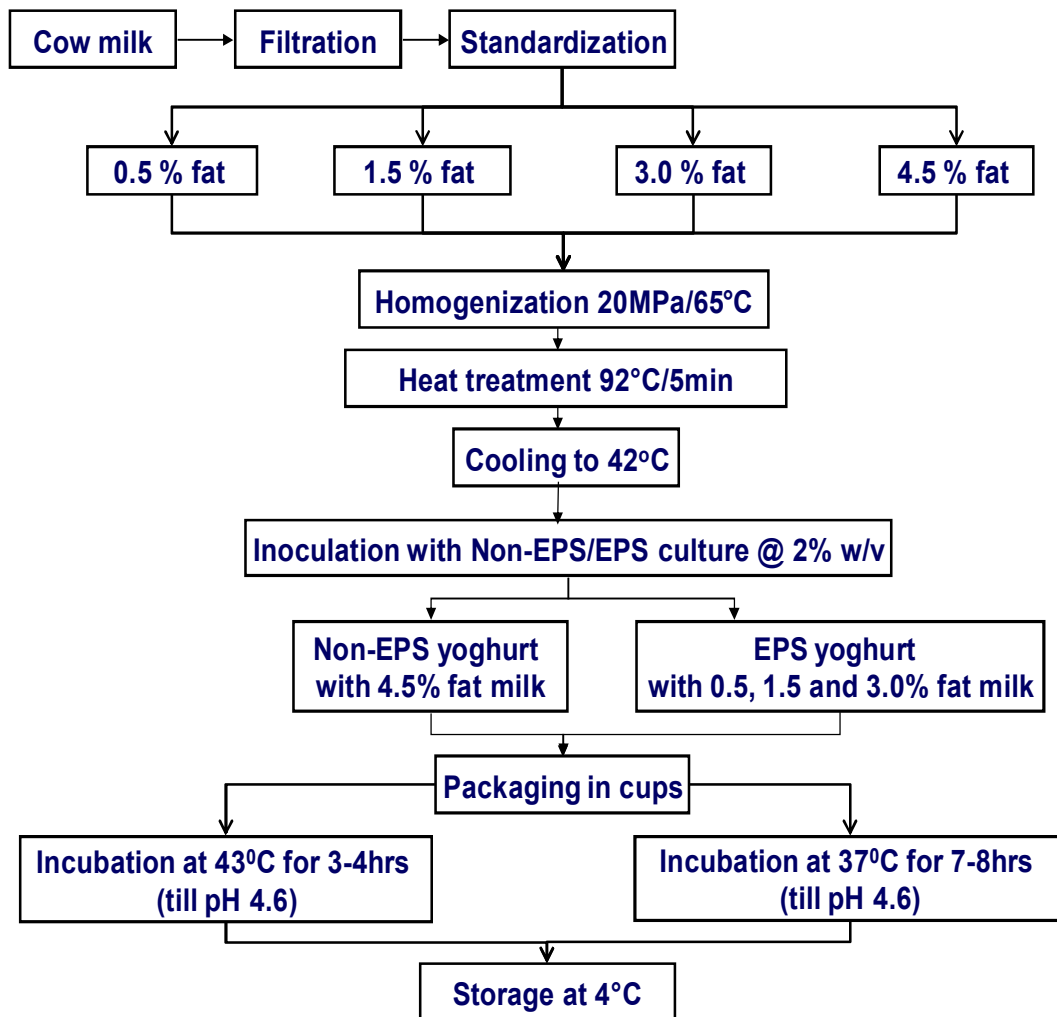 Cow milk
Filtration
Standardization
0.5 % fat
1.5 % fat
3.0 % fat
4.5 % fat
Homogenization 20MPa/65°C
Heat treatment 92°C/5min
Cooling to 42ºC
Inoculation with Non-EPS/EPS culture @ 2% w/v
Non-EPS yoghurt
with 4.5% fat milk
EPS yoghurt
with 0.5, 1.5 and 3.0% fat milk
Packaging in cups
Incubation at 43⁰C for 3-4hrs
(till pH 4.6)
Incubation at 37⁰C for 7-8hrs
(till pH 4.6)
Storage at 4°C